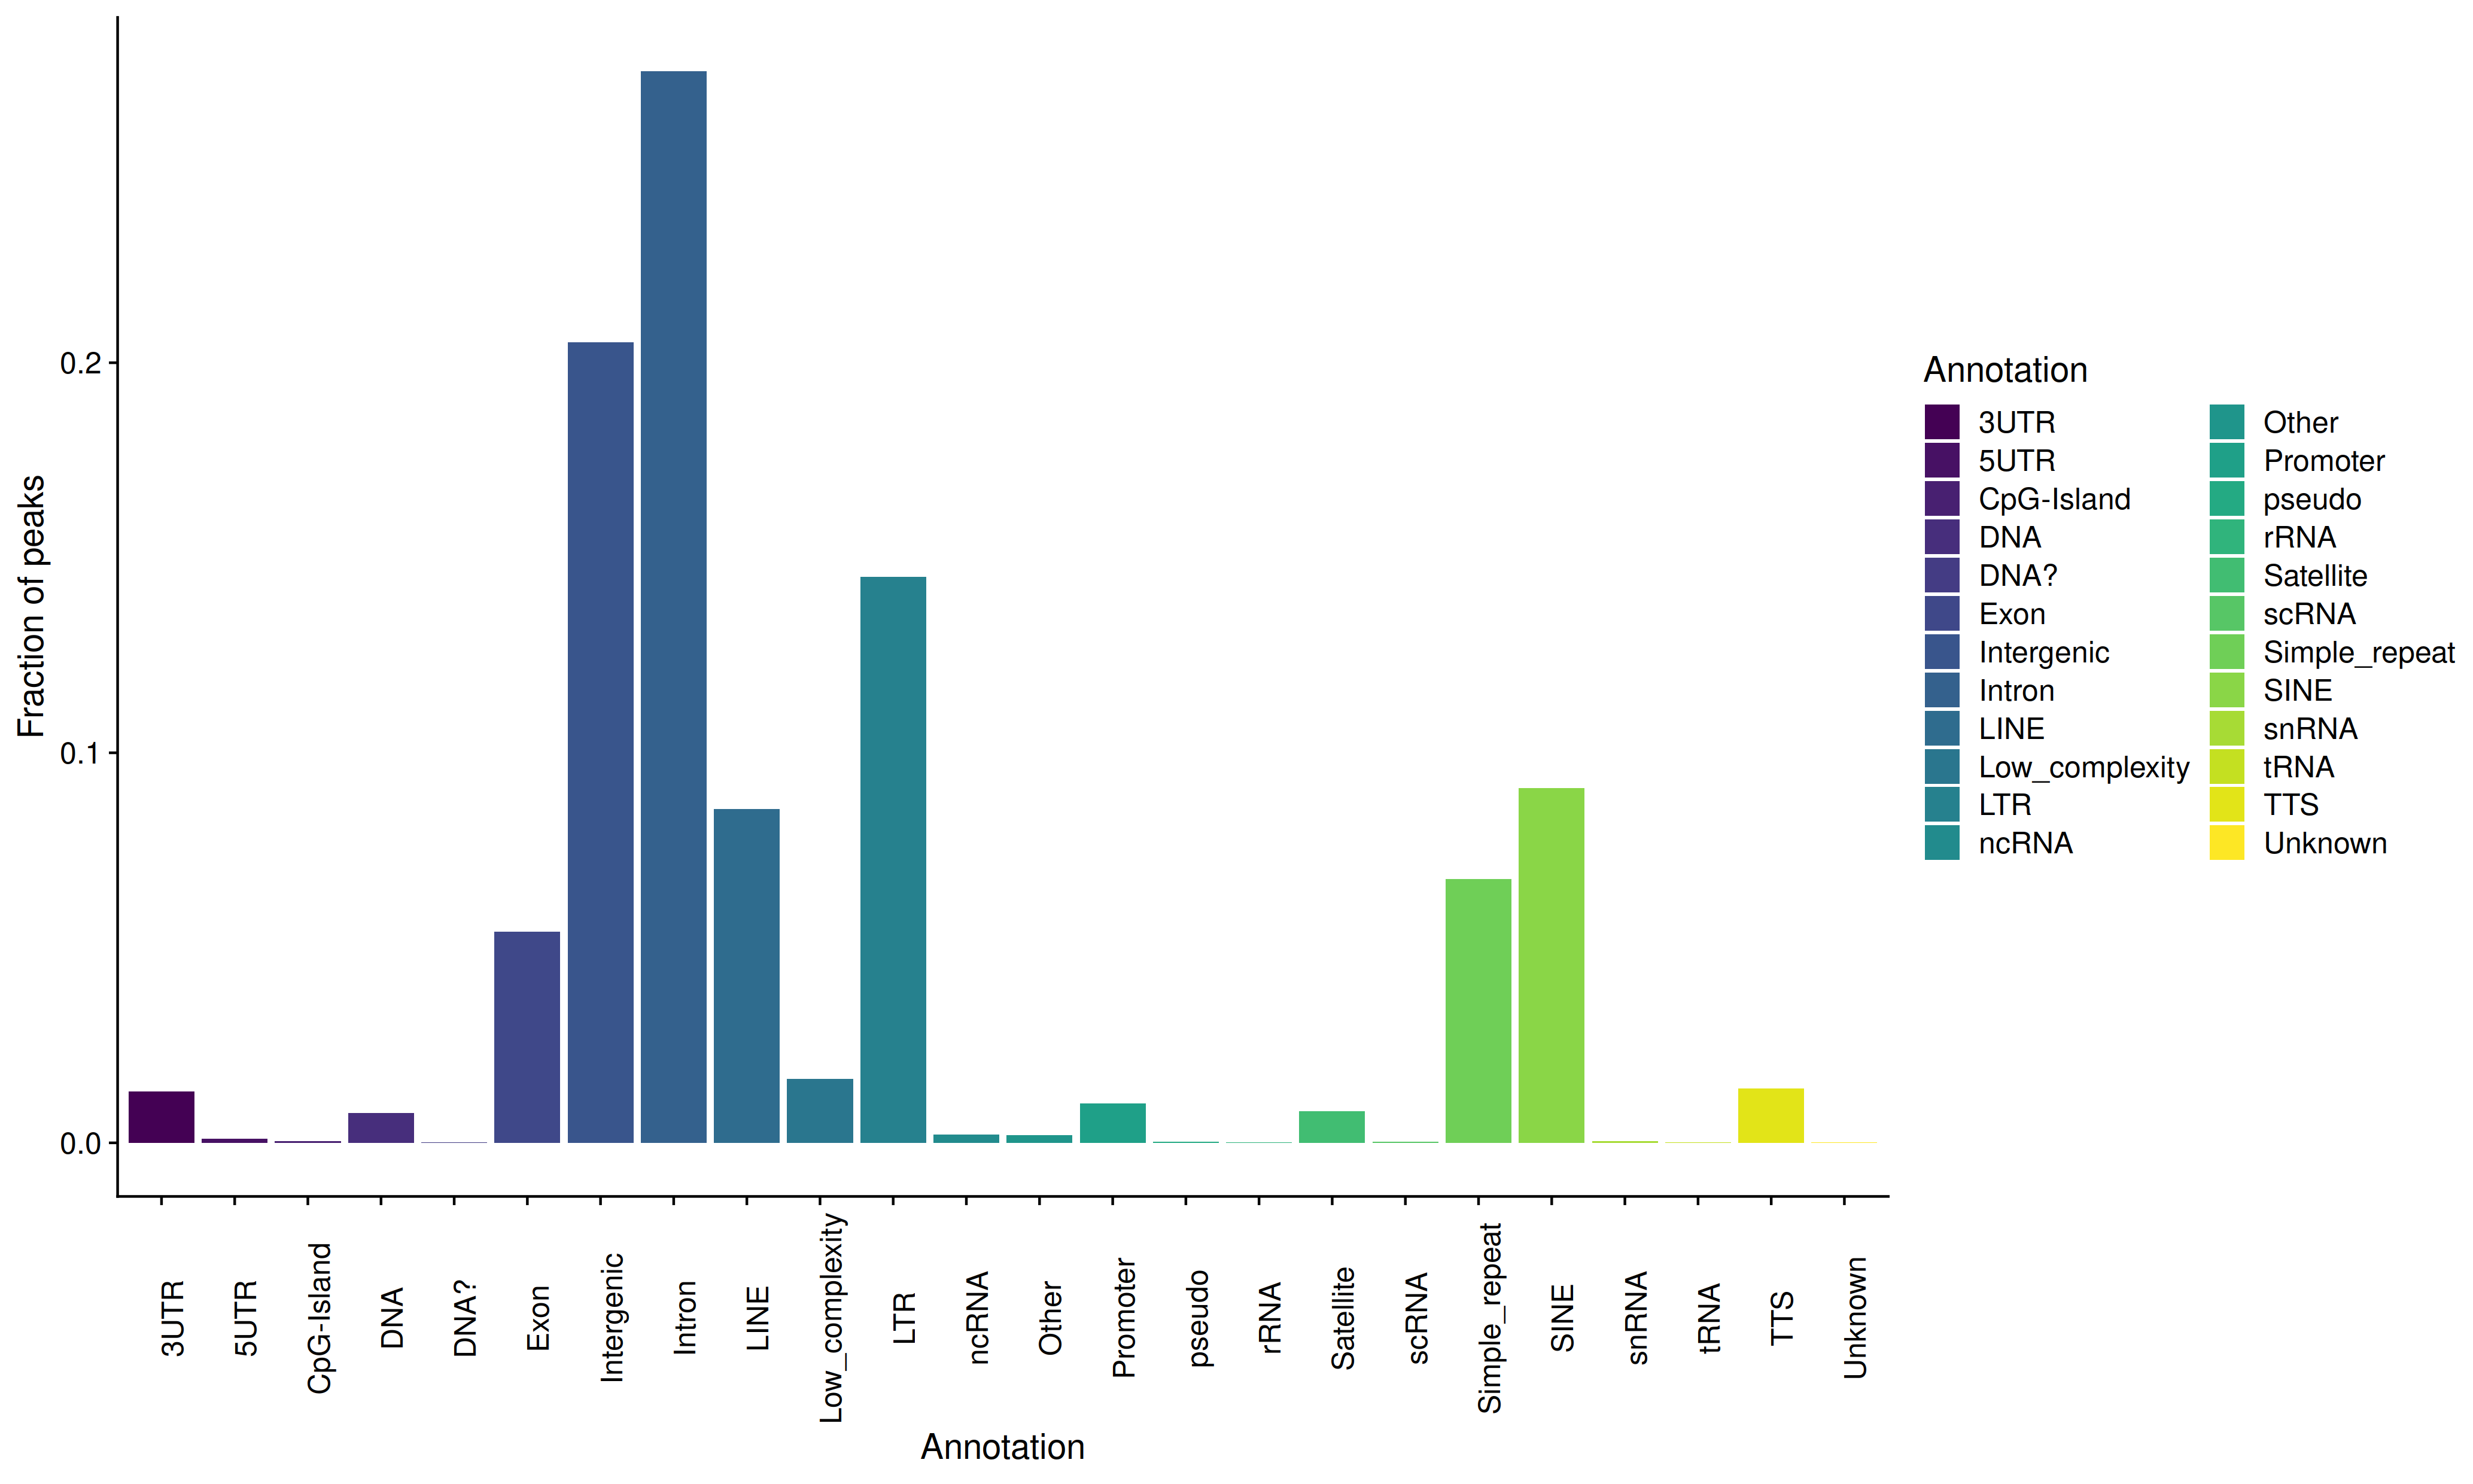 Fraction of peaks
0.2
0.1
0.0
3UTR
5UTR
CpG-Island
DNA
DNA?
Exon
Intergenic
Intron
LINE
Low_complexity
LTR
ncRNA
Other
Promoter
pseudo
rRNA
Satellite
scRNA
Simple_repeat
SINE
snRNA
tRNA
TTS
Unknown
Annotation
Annotation
3UTR
5UTR
CpG-Island
DNA
DNA?
Exon
Intergenic
Intron
LINE
Low_complexity
LTR
ncRNA
Other
Promoter
pseudo
rRNA
Satellite
scRNA
Simple_repeat
SINE
snRNA
tRNA
TTS
Unknown